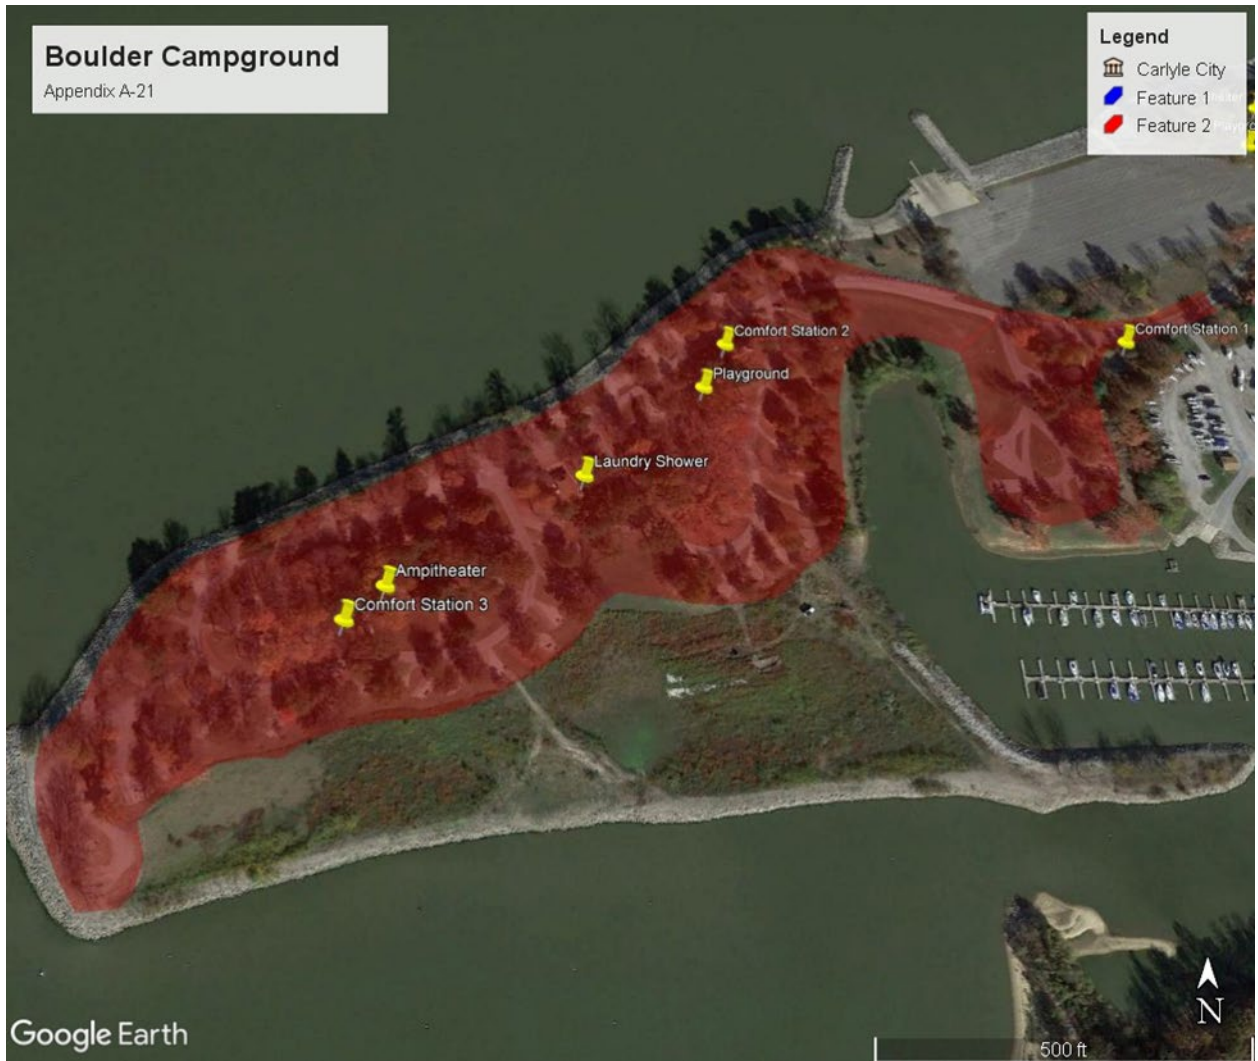 Boulder Campground
Appendix A-21
Legend
Carlyle City
Feature 1
Feature 2
Comfort Station 2
Comfort Station 1
Playground
Laundry Shower
Ampitheater
Comfort Station 3
N
Google Earth
500 ft